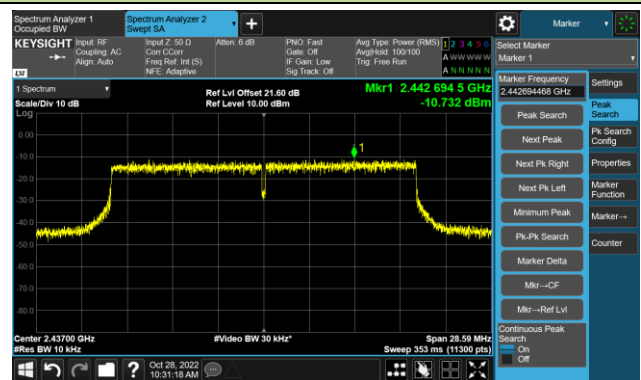 Spectrum Analyzer 1
Occupied BW
Spectrum Analyzer 2
Swept SA
Marker
KEYSIGHT
LXI
Input: RF
Coupling: AC
Align: Auto
Input Z: 50 Ω
Corr CCorr
Freq Ref: Int (S)
NFE: Adaptive
Atten: 6 dB
PNO: Fast
Gate: Off
IF Gain: Low
Sig Track: Off
Avg Type: Power (RMS)
Avg|Hold: 100/100
Trig: Free Run
1 2 3 4 5 6
A W W W W W
A N N N N N
Select Marker
Marker 1
1 Spectrum
Scale/Div 10 dB
Log
Ref Lvl Offset 21.60 dB
Ref Level 10.00 dBm
Mkr1 2.442 694 5 GHz
-10.732 dBm
1
0.00
-10.0
-20.0
-30.0
-40.0
-50.0
-60.0
-70.0
-80.0
Center 2.43700 GHz
#Res BW 10 kHz
#Video BW 30 kHz*
Span 28.59 MHz
Sweep 353 ms (11300 pts)
Marker Frequency
2.442694468 GHz
Peak Search
Next Peak
Next Pk Right
Next Pk Left
Minimum Peak
Pk-Pk Search
Marker Delta
Mkr→CF
Mkr→Ref Lvl
Continuous Peak
Search
On
Off
Settings
Peak
Search
Pk Search
Config
Properties
Marker
Function
Marker→
Counter
?
Oct 28, 2022
10:31:18 AM